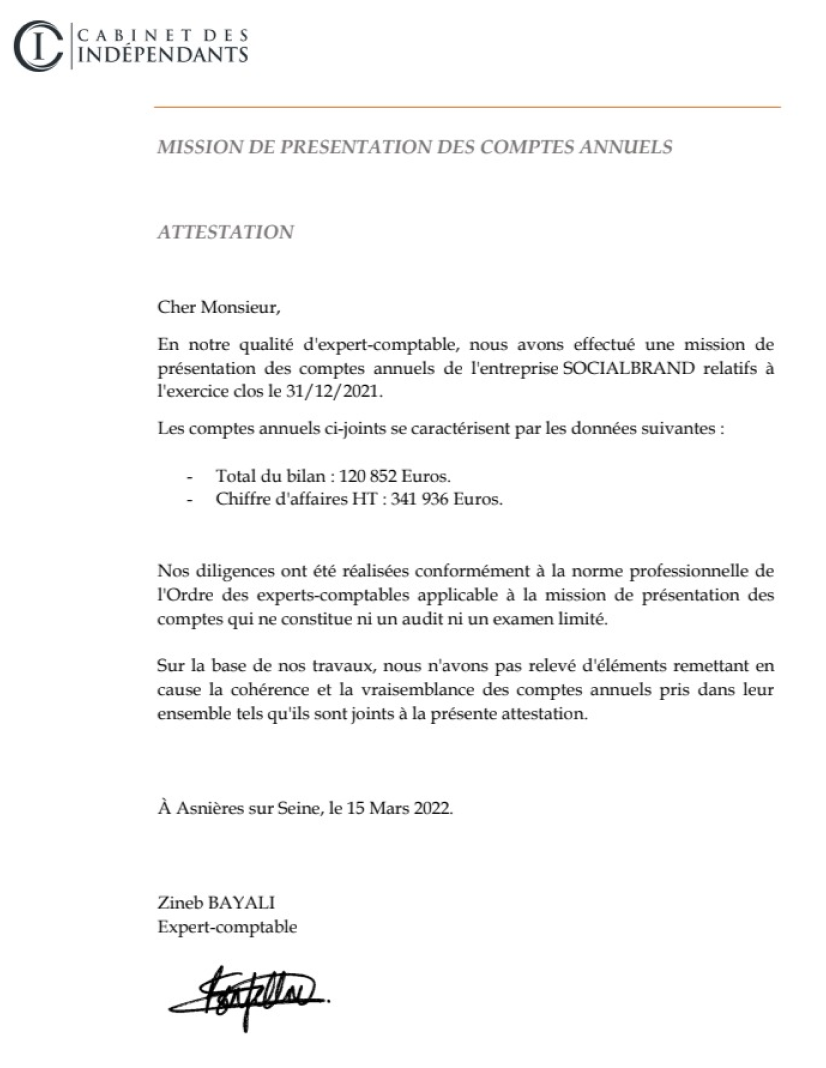 CABINET DES
INDÉPENDANTS
MISSION DE PRESENTATION DES COMPTES ANNUELS
ATTESTATION
Cher Monsieur,
En notre qualité d'expert-comptable, nous avons effectué une mission de
présentation des comptes annuels de l'entreprise SOCIALBRAND relatifs à
l'exercice clos le 31/12/2021.
Les comptes annuels ci-joints se caractérisent par les données suivantes :
- Total du bilan : 120 852 Euros.
- Chiffre d'affaires HT : 341 936 Euros.
Nos diligences ont été réalisées conformément à la norme professionnelle de
l'Ordre des experts-comptables applicable à la mission de présentation des
comptes qui ne constitue ni un audit ni un examen limité.
Sur la base de nos travaux, nous n'avons pas relevé d'éléments remettant en
cause la cohérence et la vraisemblance des comptes annuels pris dans leur
ensemble tels qu'ils sont joints à la présente attestation.
À Asnières sur Seine, le 15 Mars 2022.
Zineb BAYALI
Expert-comptable